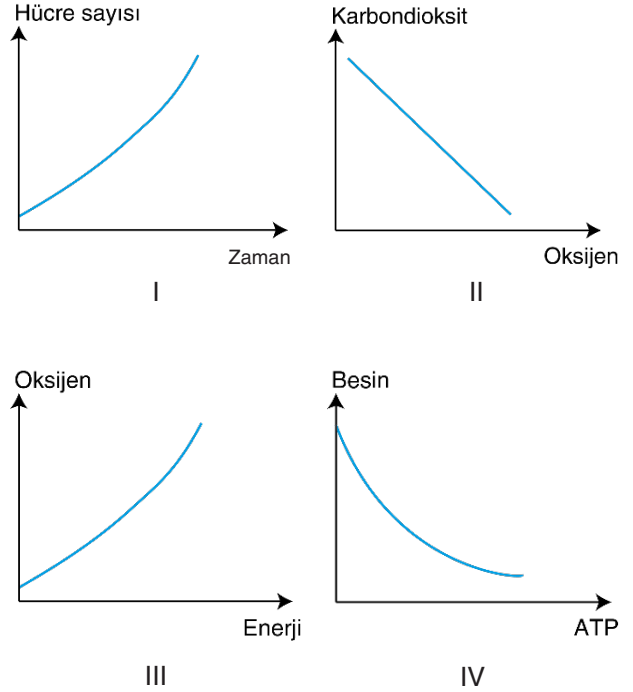 Hücre sayısı
Zaman
I
Karbondioksit
Oksijen
II
Oksijen
Enerji
III
Besin
ATP
IV